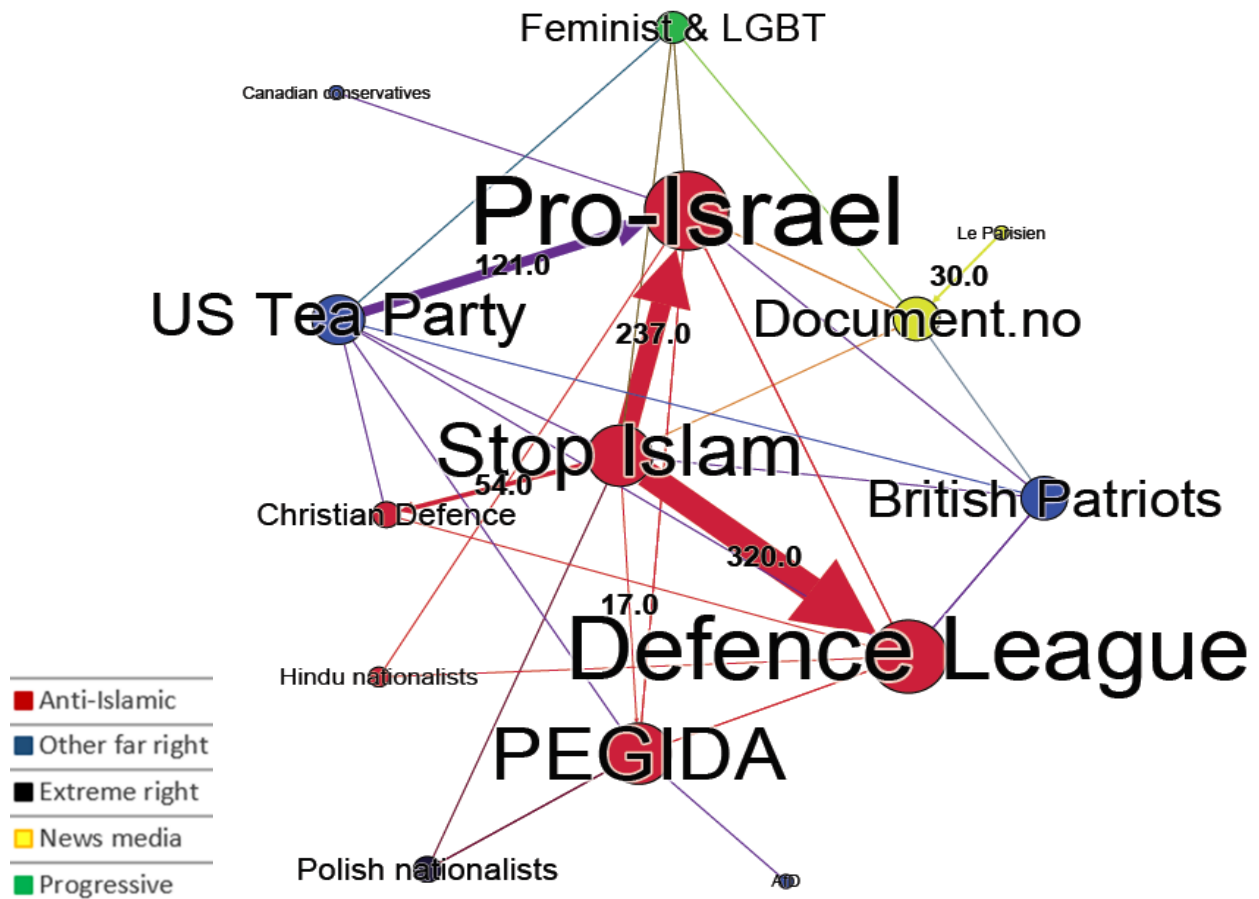 Feminist & LGBT
Canadian conservatives
Pro-Israel
Le Parisien
121.0
30.0
US Tea Party
Document.no
237.0
Stop Islam
54.0
British Patriots
Christian Defence
320.0
17.0
Defence League
Hindu nationalists
PEGIDA
Polish nationalists
AfD
Anti-Islamic
Other far right
Extreme right
News media
Progressive